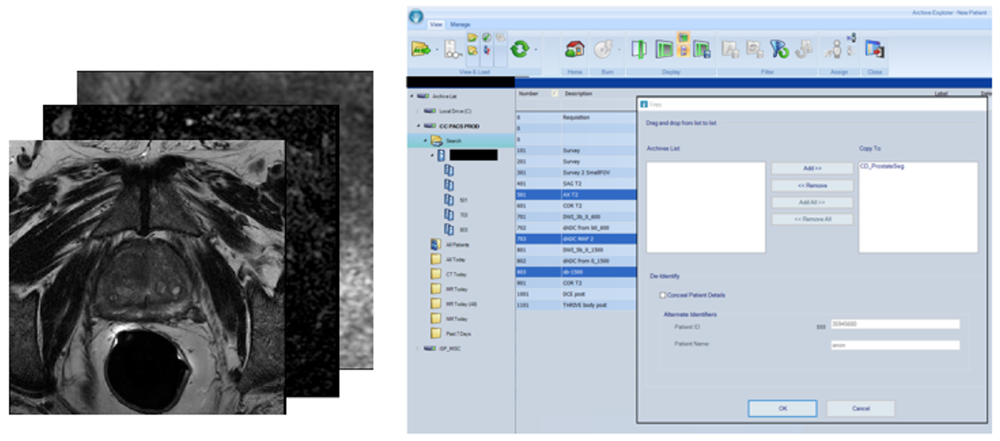 Archive Explorer - New Patient
View Manage
View & Load Home Burn Display Filter Assign Close
Archive List
Local Drive (C)
CC PACS PROD
Search
501
703
803
All Patients
All Today
CT Today
MR Today
MR Today (All)
NM Today
Past 7 Days
ISP_MISC
Number Description Label Date
0 Requisition
0
0
101 Survey
201 Survey
301 Survey 2 SmallFOV
401 SAG T2
501 AX T2
601 COR T2
701 DWI_3b_0_600
702 dADC from b0_600
703 dADC MAP 2
801 DWI_5b_0_1500
802 dADC from 0_1500
803 sb-1500
901 COR T2
1001 DCE post
1101 THRIVE body post
Copy
Drag and drop from list to list
Archives List Copy To:
CD_ProstateSeg
Add >>
<< Remove
Add All >>
<< Remove All
De-Identify
Conceal Patient Details
Alternate Identifiers
Patient ID:
Patient Name: anon
OK Cancel